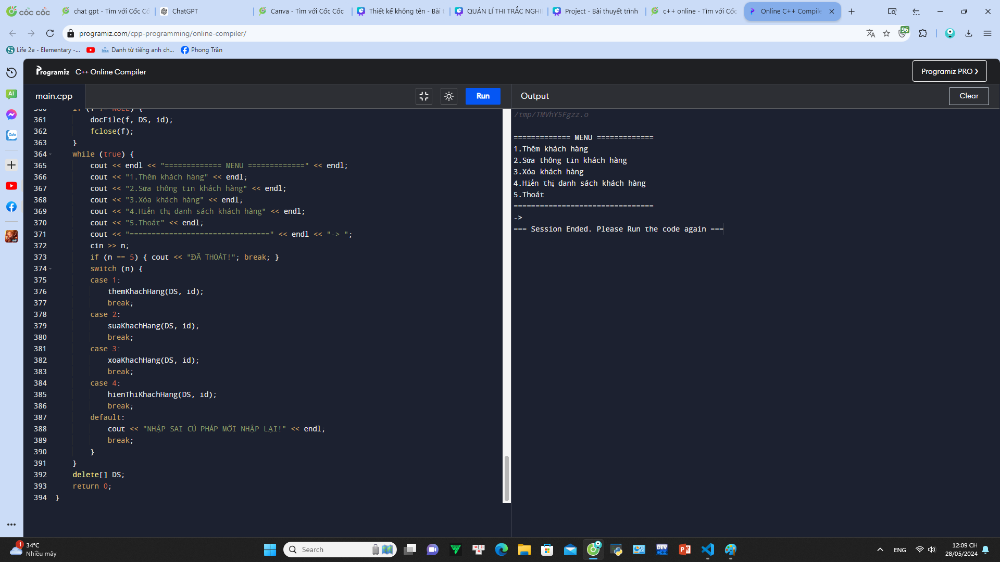 cốc cốc
chat gpt - Tìm với Cốc Cố
ChatGPT
Canva - Tìm với Cốc Cốc
Thiết kế không tên - Bài t
QUẢN LÍ THI TRẮC NGHI
Project - Bài thuyết trình
c++ online - Tìm với Cốc
Online C++ Compile
programiz.com/cpp-programming/online-compiler/
96
Life 2e - Elementary -...
Danh từ tiếng anh ch...
Phong Trần
Programiz
C++ Online Compiler
Programiz PRO ❯
AI
Zalo
main.cpp
Run
Output
Clear
360 if (f != NULL) {
361 docFile(f, DS, id);
362 fclose(f);
363 }
364 while (true) {
365 cout << endl << "============= MENU =============" << endl;
366 cout << "1.Thêm khách hàng" << endl;
367 cout << "2.Sửa thông tin khách hàng" << endl;
368 cout << "3.Xóa khách hàng" << endl;
369 cout << "4.Hiển thị danh sách khách hàng" << endl;
370 cout << "5.Thoát" << endl;
371 cout << "================================" << endl << "-> ";
372 cin >> n;
373 if (n == 5) { cout << "ĐÃ THOÁT!"; break; }
374 switch (n) {
375 case 1:
376 themKhachHang(DS, id);
377 break;
378 case 2:
379 suaKhachHang(DS, id);
380 break;
381 case 3:
382 xoaKhachHang(DS, id);
383 break;
384 case 4:
385 hienThiKhachHang(DS, id);
386 break;
387 default:
388 cout << "NHẬP SAI CÚ PHÁP MỜI NHẬP LẠI!" << endl;
389 break;
390 }
391 }
392 delete[] DS;
393 return 0;
394 }
/tmp/TMVhY5Fgzz.o
============= MENU =============
1.Thêm khách hàng
2.Sửa thông tin khách hàng
3.Xóa khách hàng
4.Hiển thị danh sách khách hàng
5.Thoát
================================
->
=== Session Ended. Please Run the code again ===
1
34°C
Nhiều mây
Search
DEV
ENG
12:09 CH
28/05/2024